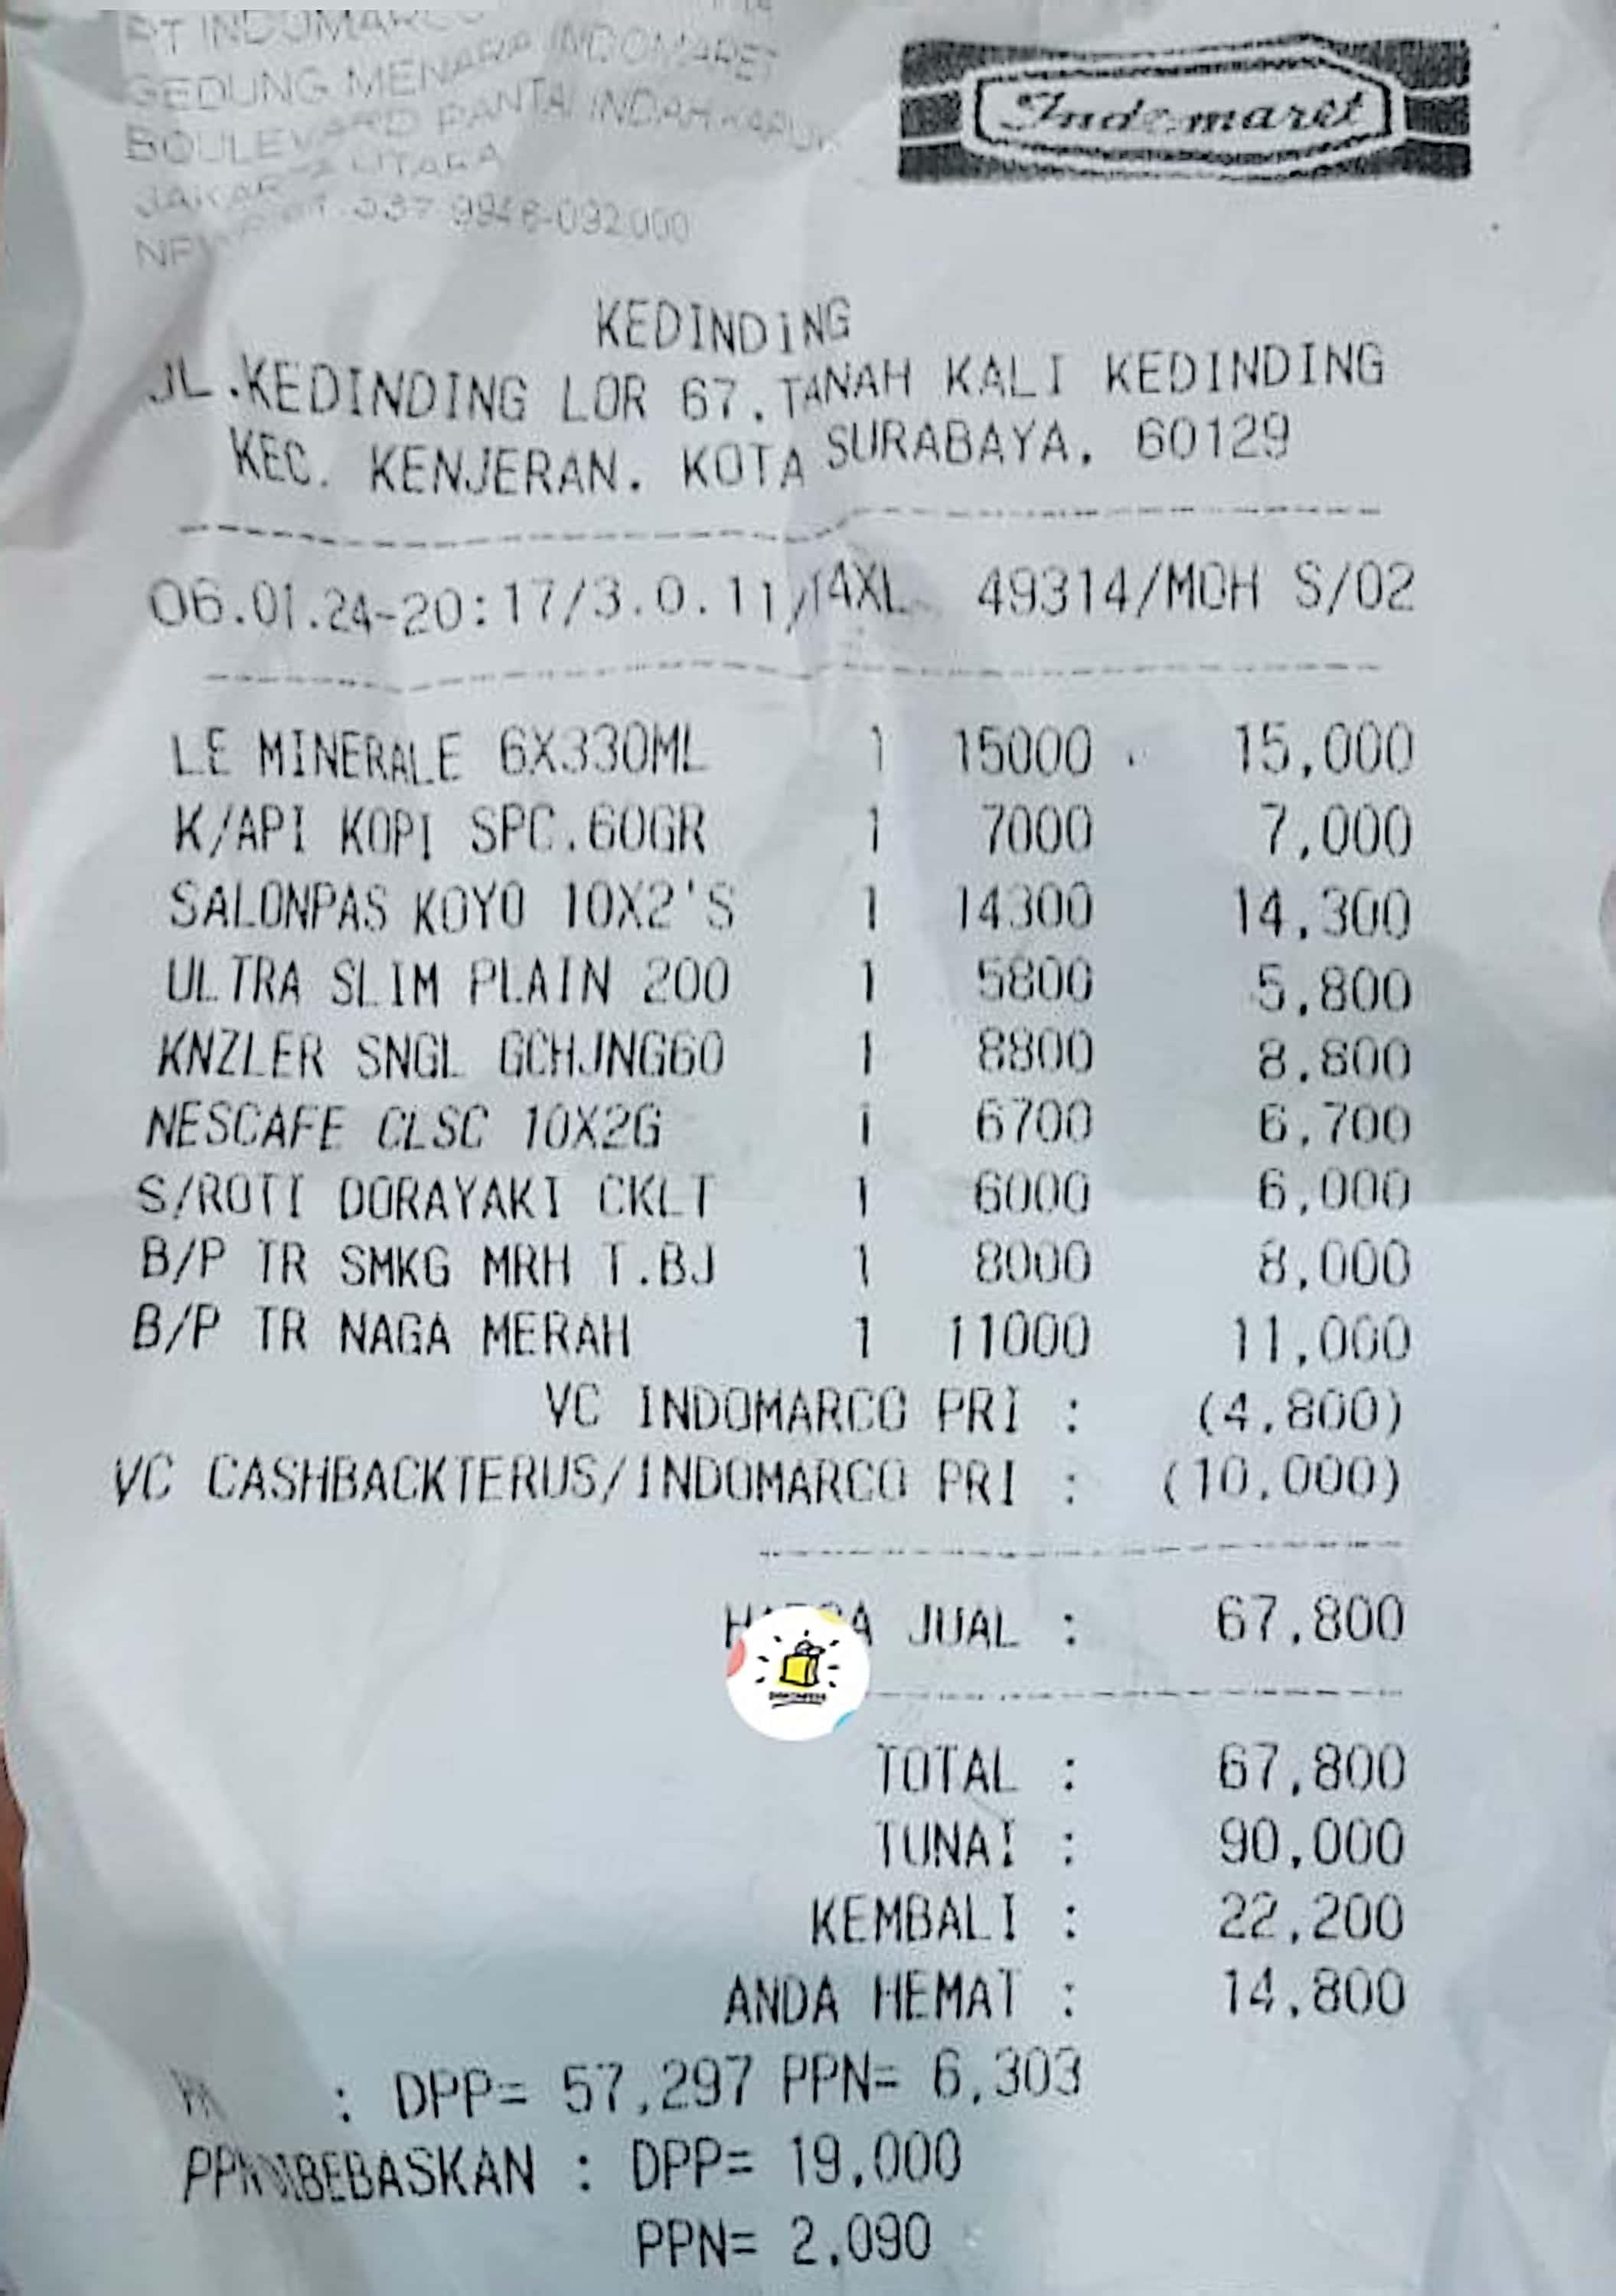 PT INDOMARCO
GEDUNG MENARA INDOMARET
BOULEVARD PANTAI INDAH KAPUK
JAKARTA UTARA
9946-092000
Indomaret
KEDINDING
JL.KEDINDING LOR 67.TANAH KALI KEDINDING
KEC. KENJERAN. KOTA SURABAYA. 60129
06.01.24-20:17/3.0.11/T4XL 49314/MOH S/02
LE MINERALE 6X330ML 1 15000 15,000
K/API KOPI SPC.60GR 1 7000 7,000
SALONPAS KOYO 10X2'S 1 14300 14,300
ULTRA SLIM PLAIN 200 1 5800 5,800
KNZLER SNGL GCHJNG60 1 8800 8,800
NESCAFE CLSC 10X2G 1 6700 6,700
S/ROTI DORAYAKI CKLT 1 6000 6,000
B/P TR SMKG MRH T.BJ 1 8000 8,000
B/P TR NAGA MERAH 1 11000 11,000
VC INDOMARCO PRI : (4,800)
VC CASHBACKTERUS/INDOMARCO PRI : (10,000)
JUAL : 67,800
TOTAL : 67,800
TUNAI : 90,000
KEMBALI : 22,200
ANDA HEMAT : 14,800
: DPP= 57,297 PPN= 6,303
PPN DIBEBASKAN : DPP= 19,000
PPN= 2,090